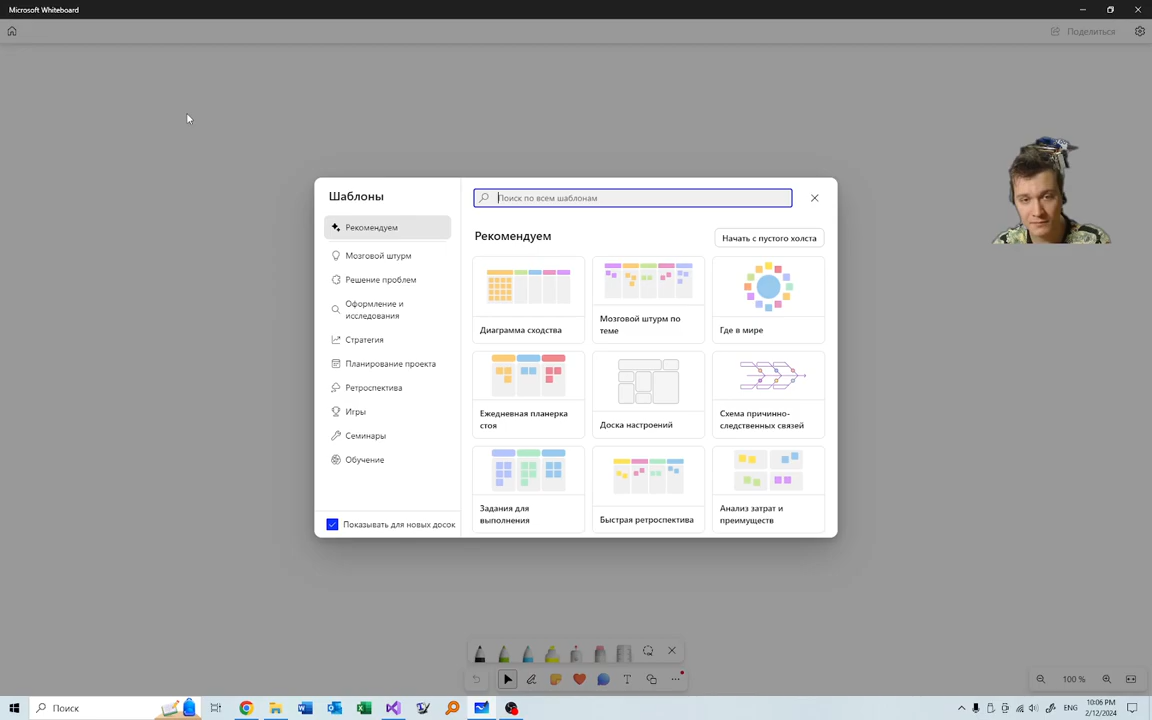 Microsoft Whiteboard
Поделиться
Шаблоны
Поиск по всем шаблонам
Рекомендуем
Мозговой штурм
Решение проблем
Оформление и
исследования
Стратегия
Планирование проекта
Ретроспектива
Игры
Семинары
Обучение
Показывать для новых досок
Рекомендуем
Начать с пустого холста
Диаграмма сходства
Мозговой штурм по
теме
Где в мире
Ежедневная планерка
стоя
Доска настроений
Схема причинно-
следственных связей
Задания для
выполнения
Быстрая ретроспектива
Анализ затрат и
преимуществ
100 %
Поиск
ENG
10:06 PM
2/12/2024